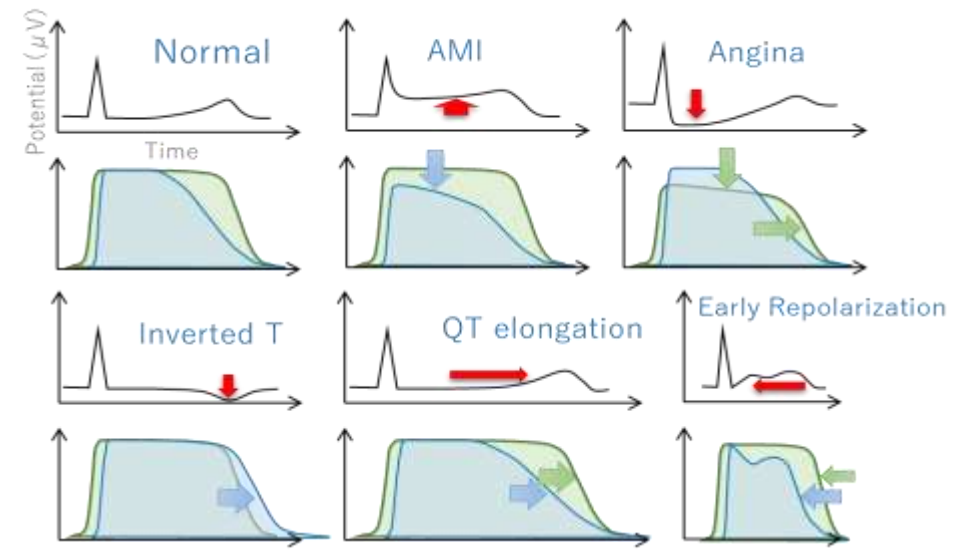 Potential(μV)
Normal
AMI
Angina
Time
Inverted T
QT elongation
Early Repolarization